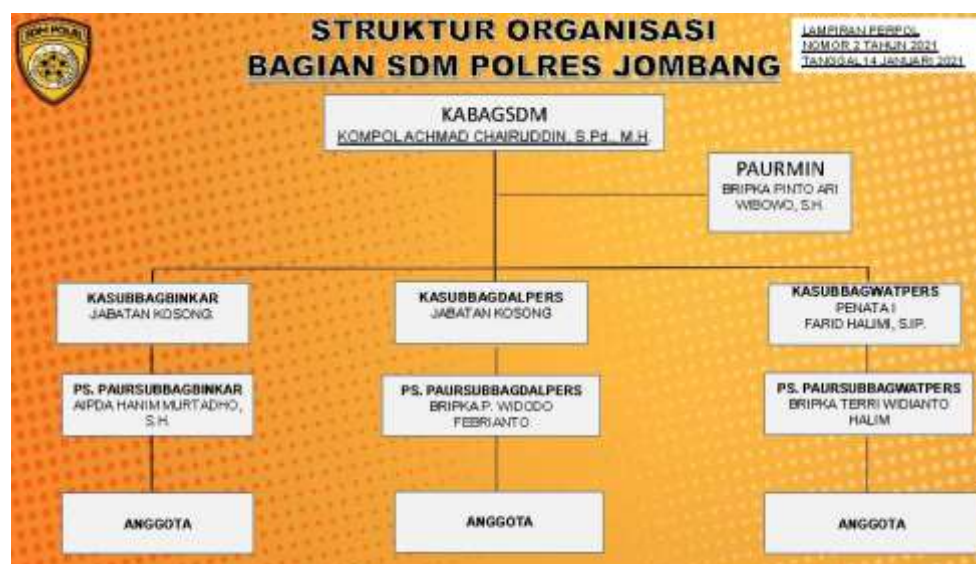 SDM POLRI
STRUKTUR ORGANISASI
BAGIAN SDM POLRES JOMBANG
LAMPIRAN PERPOL
NOMOR 2 TAHUN 2021
TANGGAL 14 JANUARI 2021
KABAGSDM
KOMPOL ACHMAD CHAIRUDDIN, S.Pd., M.H.
PAURMIN
BRIPKA PINTO ARI
WIBOWO, S.H.
KASUBBAGBINKAR
JABATAN KOSONG
KASUBBAGDALPERS
JABATAN KOSONG
KASUBBAGWATPERS
PENATA I
FARID HALIMI, S.IP.
PS. PAURSUBBAGBINKAR
AIPDA HANIM MURTADHO,
S.H.
PS. PAURSUBBAGDALPERS
BRIPKA P. WIDODO
FEBRIANTO
PS. PAURSUBBAGWATPERS
BRIPKA TERRI WIDIANTO
HALIM
ANGGOTA
ANGGOTA
ANGGOTA